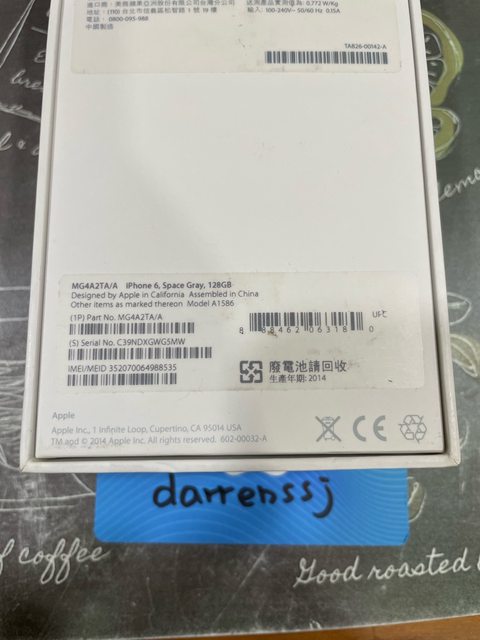 進口商：美商蘋果亞洲股份有限公司台灣分公司
地址：(110) 台北市信義區松智路 1 號 19 樓
電話：0800-095-988
中國製造
送測產品實測值為: 0.772 W/Kg
輸入: 100-240V~ 50/60 Hz 0.15A
TA826-00142-A
MG4A2TA/A iPhone 6, Space Gray, 128GB
Designed by Apple in California Assembled in China
Other items as marked thereon Model A1586
(1P) Part No. MG4A2TA/A
UPC
8 88462 06318 0
(S) Serial No. C39NDXGWG5MW
IMEI/MEID 352070064988535
廢電池請回收
生產年期: 2014
Apple
Apple Inc., 1 Infinite Loop, Cupertino, CA 95014 USA
TM and © 2014 Apple Inc. All rights reserved. 602-00032-A
CE
darrenssj
of coffee
Good roasted